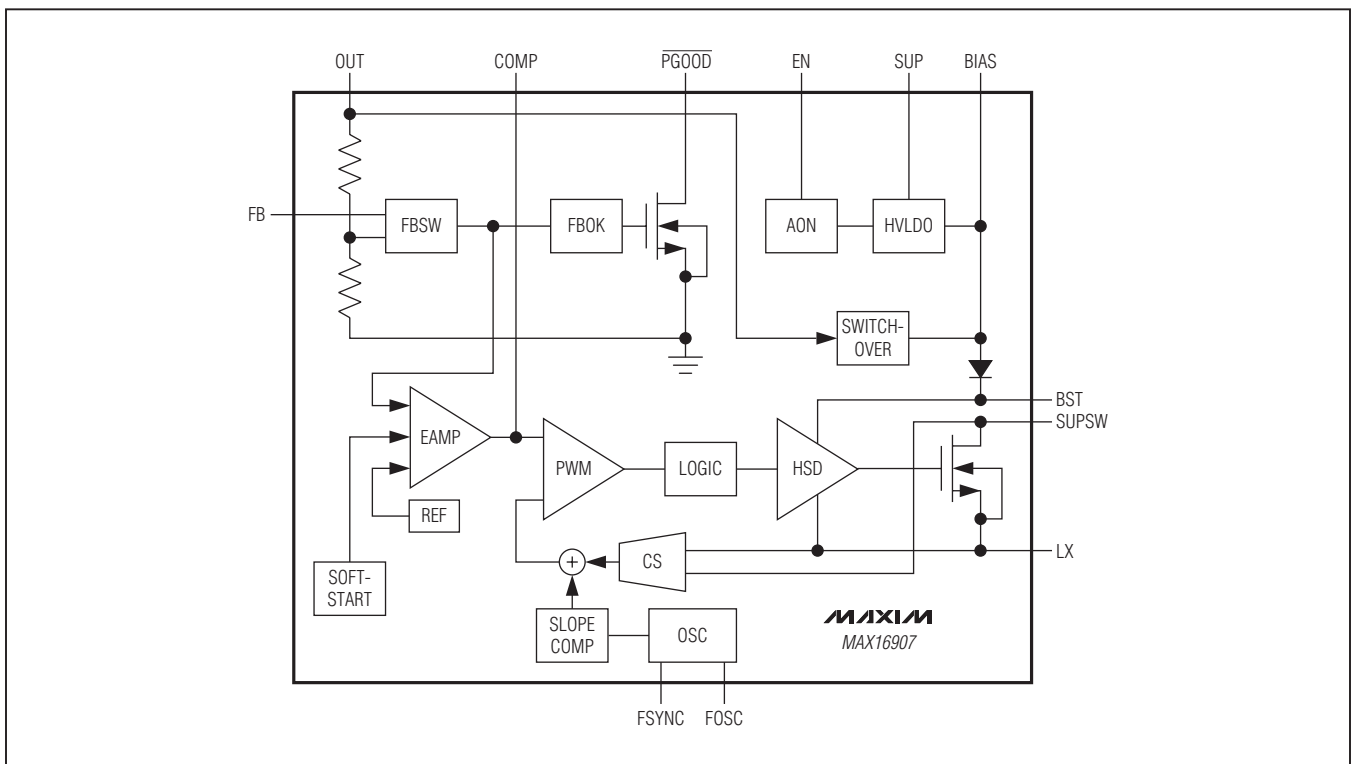 OUT
COMP
PGOOD
EN
SUP
BIAS
FB
FBSW
FBOK
AON
HVLDO
SWITCH-
OVER
BST
SUPSW
EAMP
PWM
LOGIC
HSD
REF
LX
CS
+
SOFT-
START
SLOPE
COMP
OSC
MAXIM
MAX16907
FSYNC
FOSC